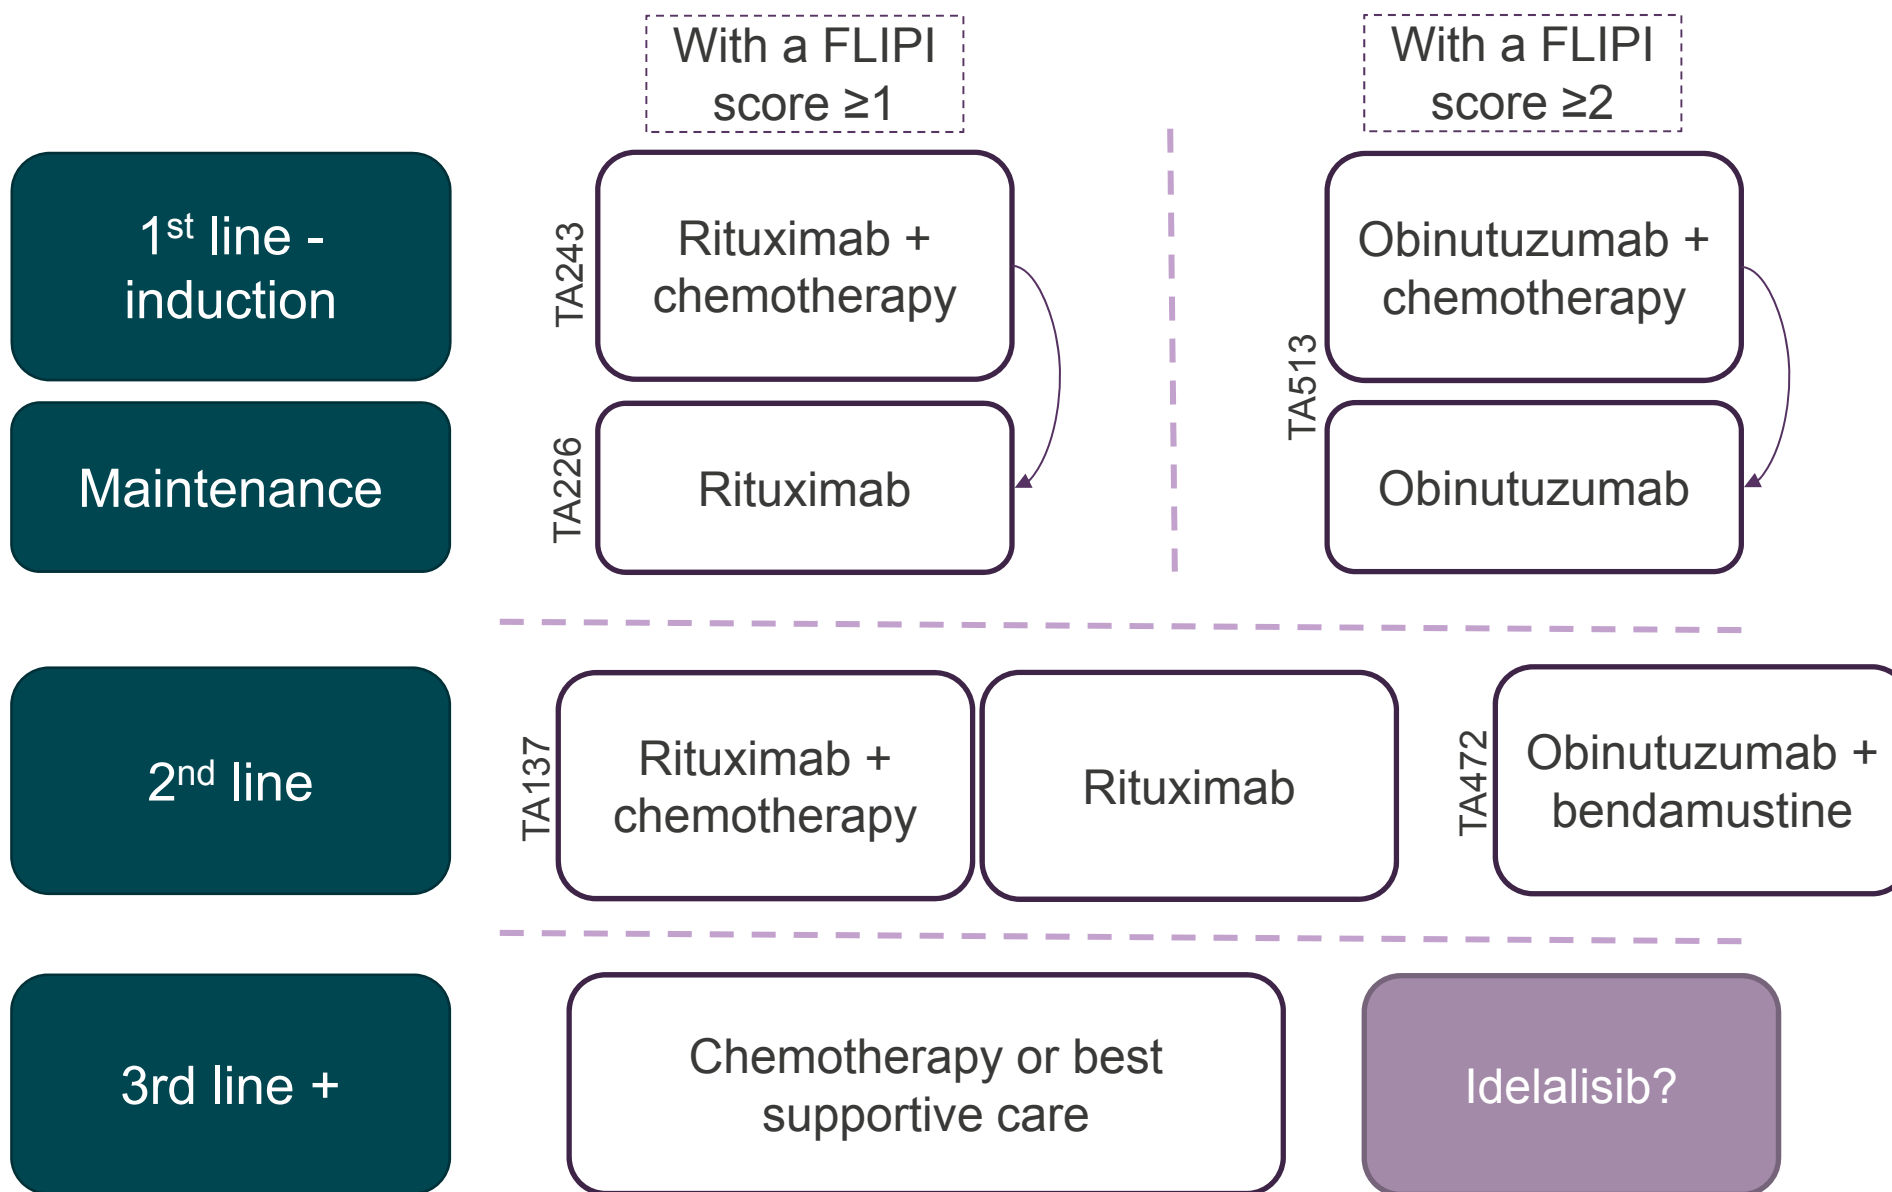 With a FLIPI
score ≥1
With a FLIPI
score ≥2
1st line -
induction
TA243
Rituximab +
chemotherapy
TA513
Obinutuzumab +
chemotherapy
Maintenance
TA226
Rituximab
Obinutuzumab
2nd line
TA137
Rituximab +
chemotherapy
Rituximab
TA472
Obinutuzumab +
bendamustine
3rd line +
Chemotherapy or best
supportive care
Idelalisib?